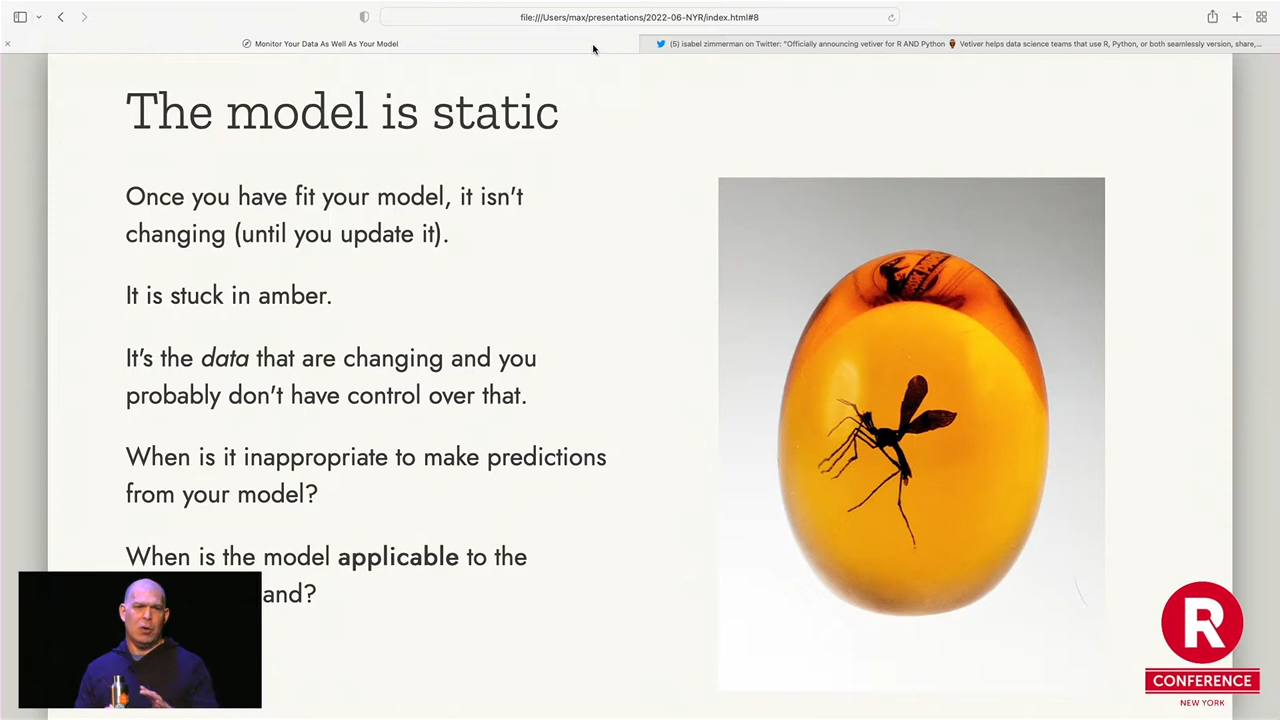 file:///Users/max/presentations/2022-06-NYR/index.html#8
Monitor Your Data As Well As Your Model
(5) isabel zimmerman on Twitter: "Officially announcing vetiver for R AND Python 🏺 Vetiver helps data science teams that use R, Python, or both seamlessly version, share,...
The model is static
Once you have fit your model, it isn't
changing (until you update it).
It is stuck in amber.
It's the data that are changing and you
probably don't have control over that.
When is it inappropriate to make predictions
from your model?
When is the model applicable to the
and?
R
CONFERENCE
NEW YORK